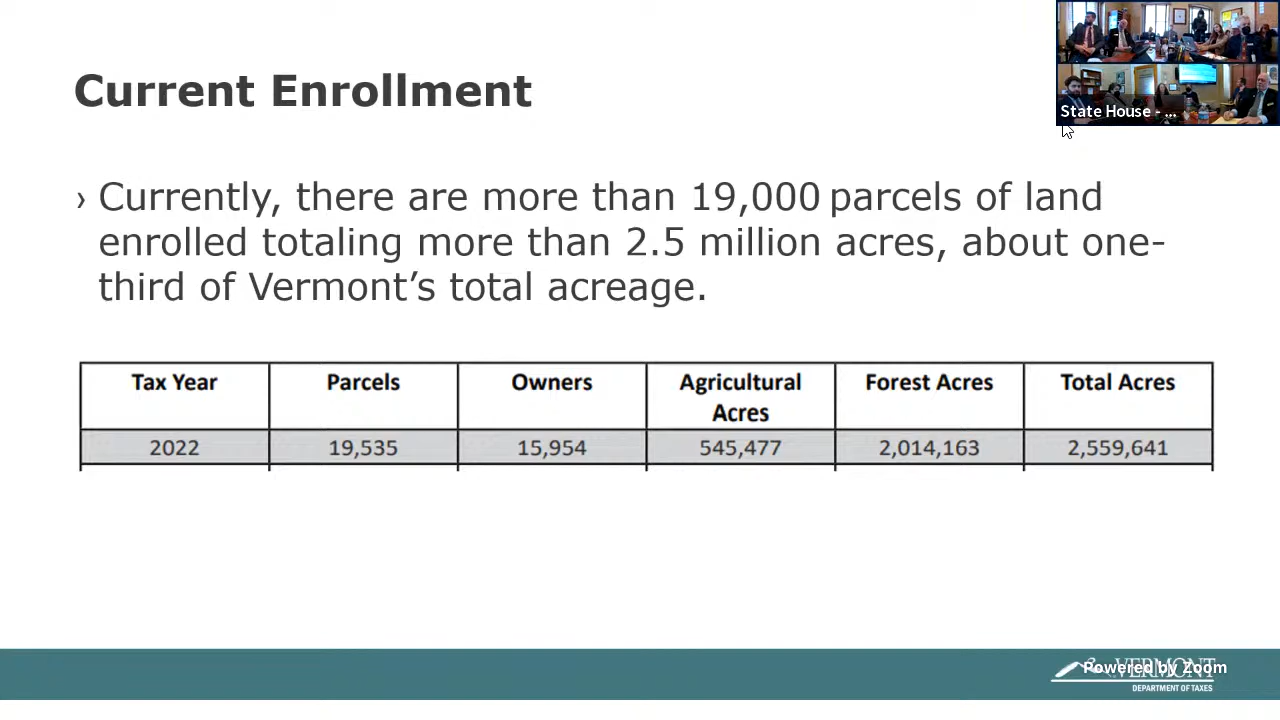 Current Enrollment
State House - ...
› Currently, there are more than 19,000 parcels of land
enrolled totaling more than 2.5 million acres, about one-
third of Vermont’s total acreage.
Tax Year Parcels Owners Agricultural Acres Forest Acres Total Acres
2022 19,535 15,954 545,477 2,014,163 2,559,641
VERMONT
Powered by Zoom
DEPARTMENT OF TAXES